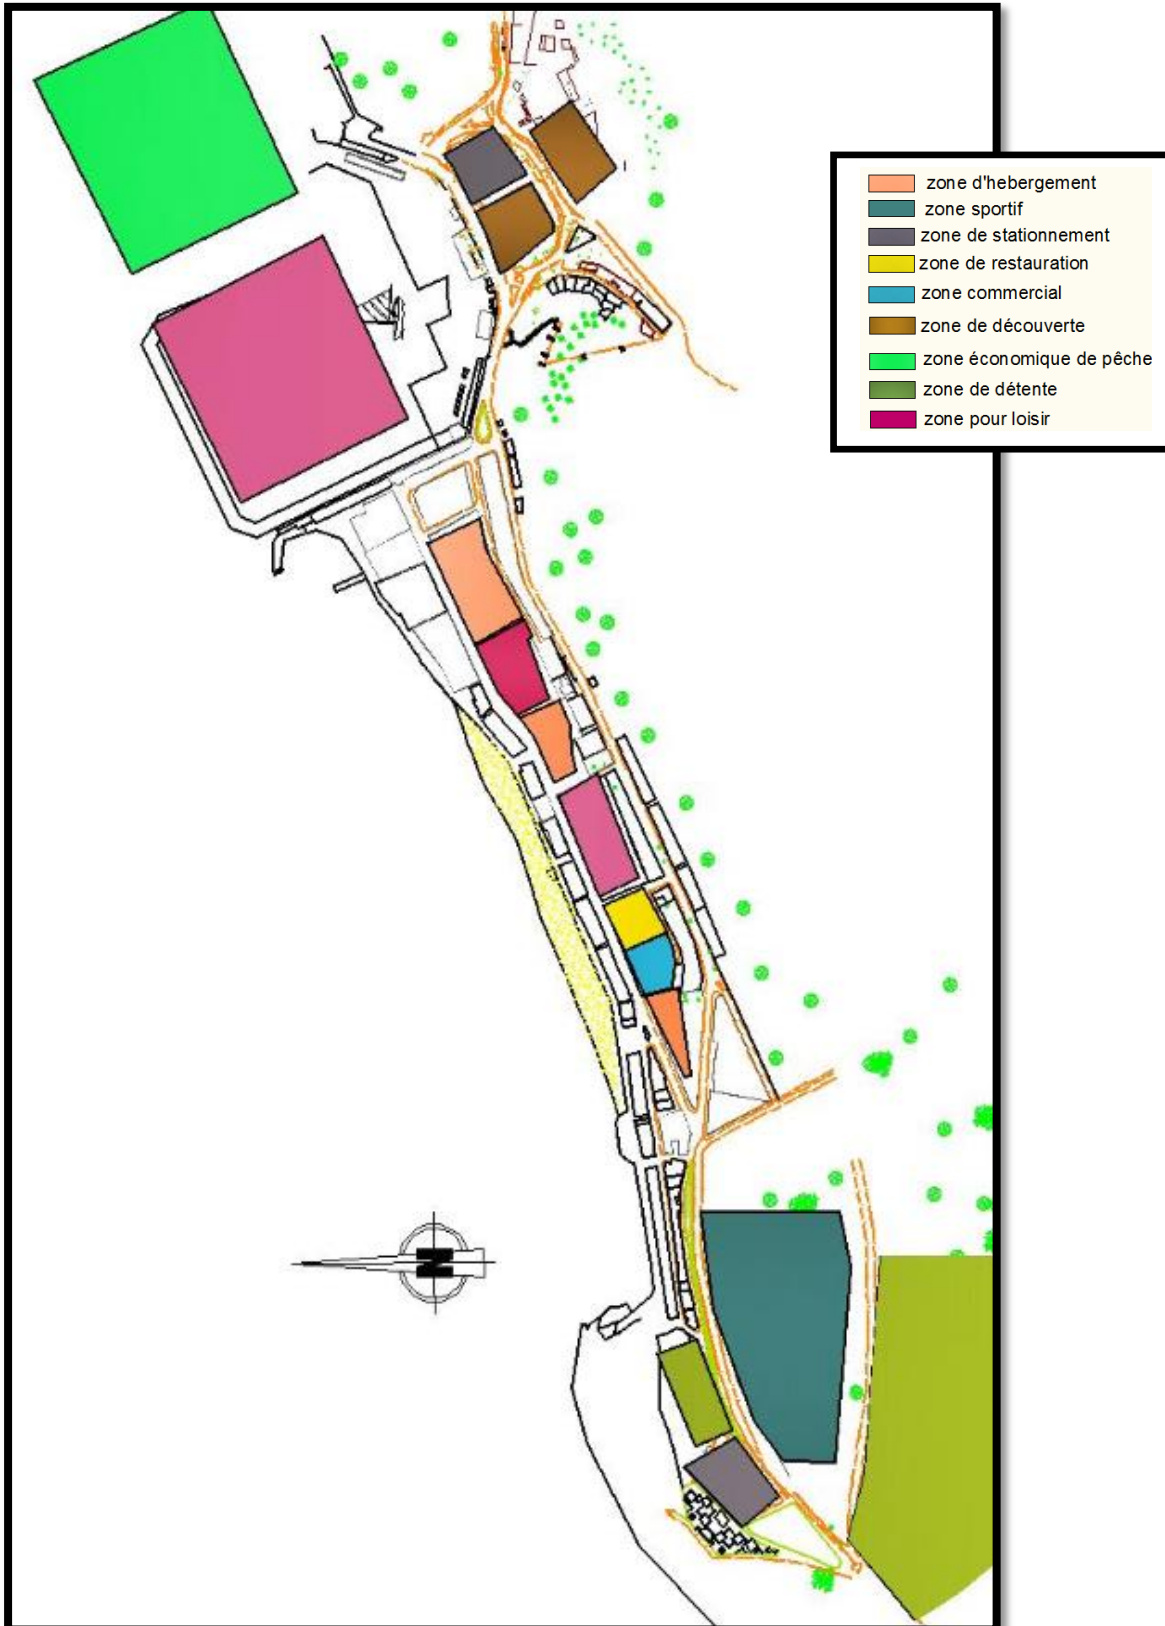 zone d'hebergement
zone sportif
zone de stationnement
zone de restauration
zone commercial
zone de découverte
zone économique de pêche
zone de détente
zone pour loisir
N